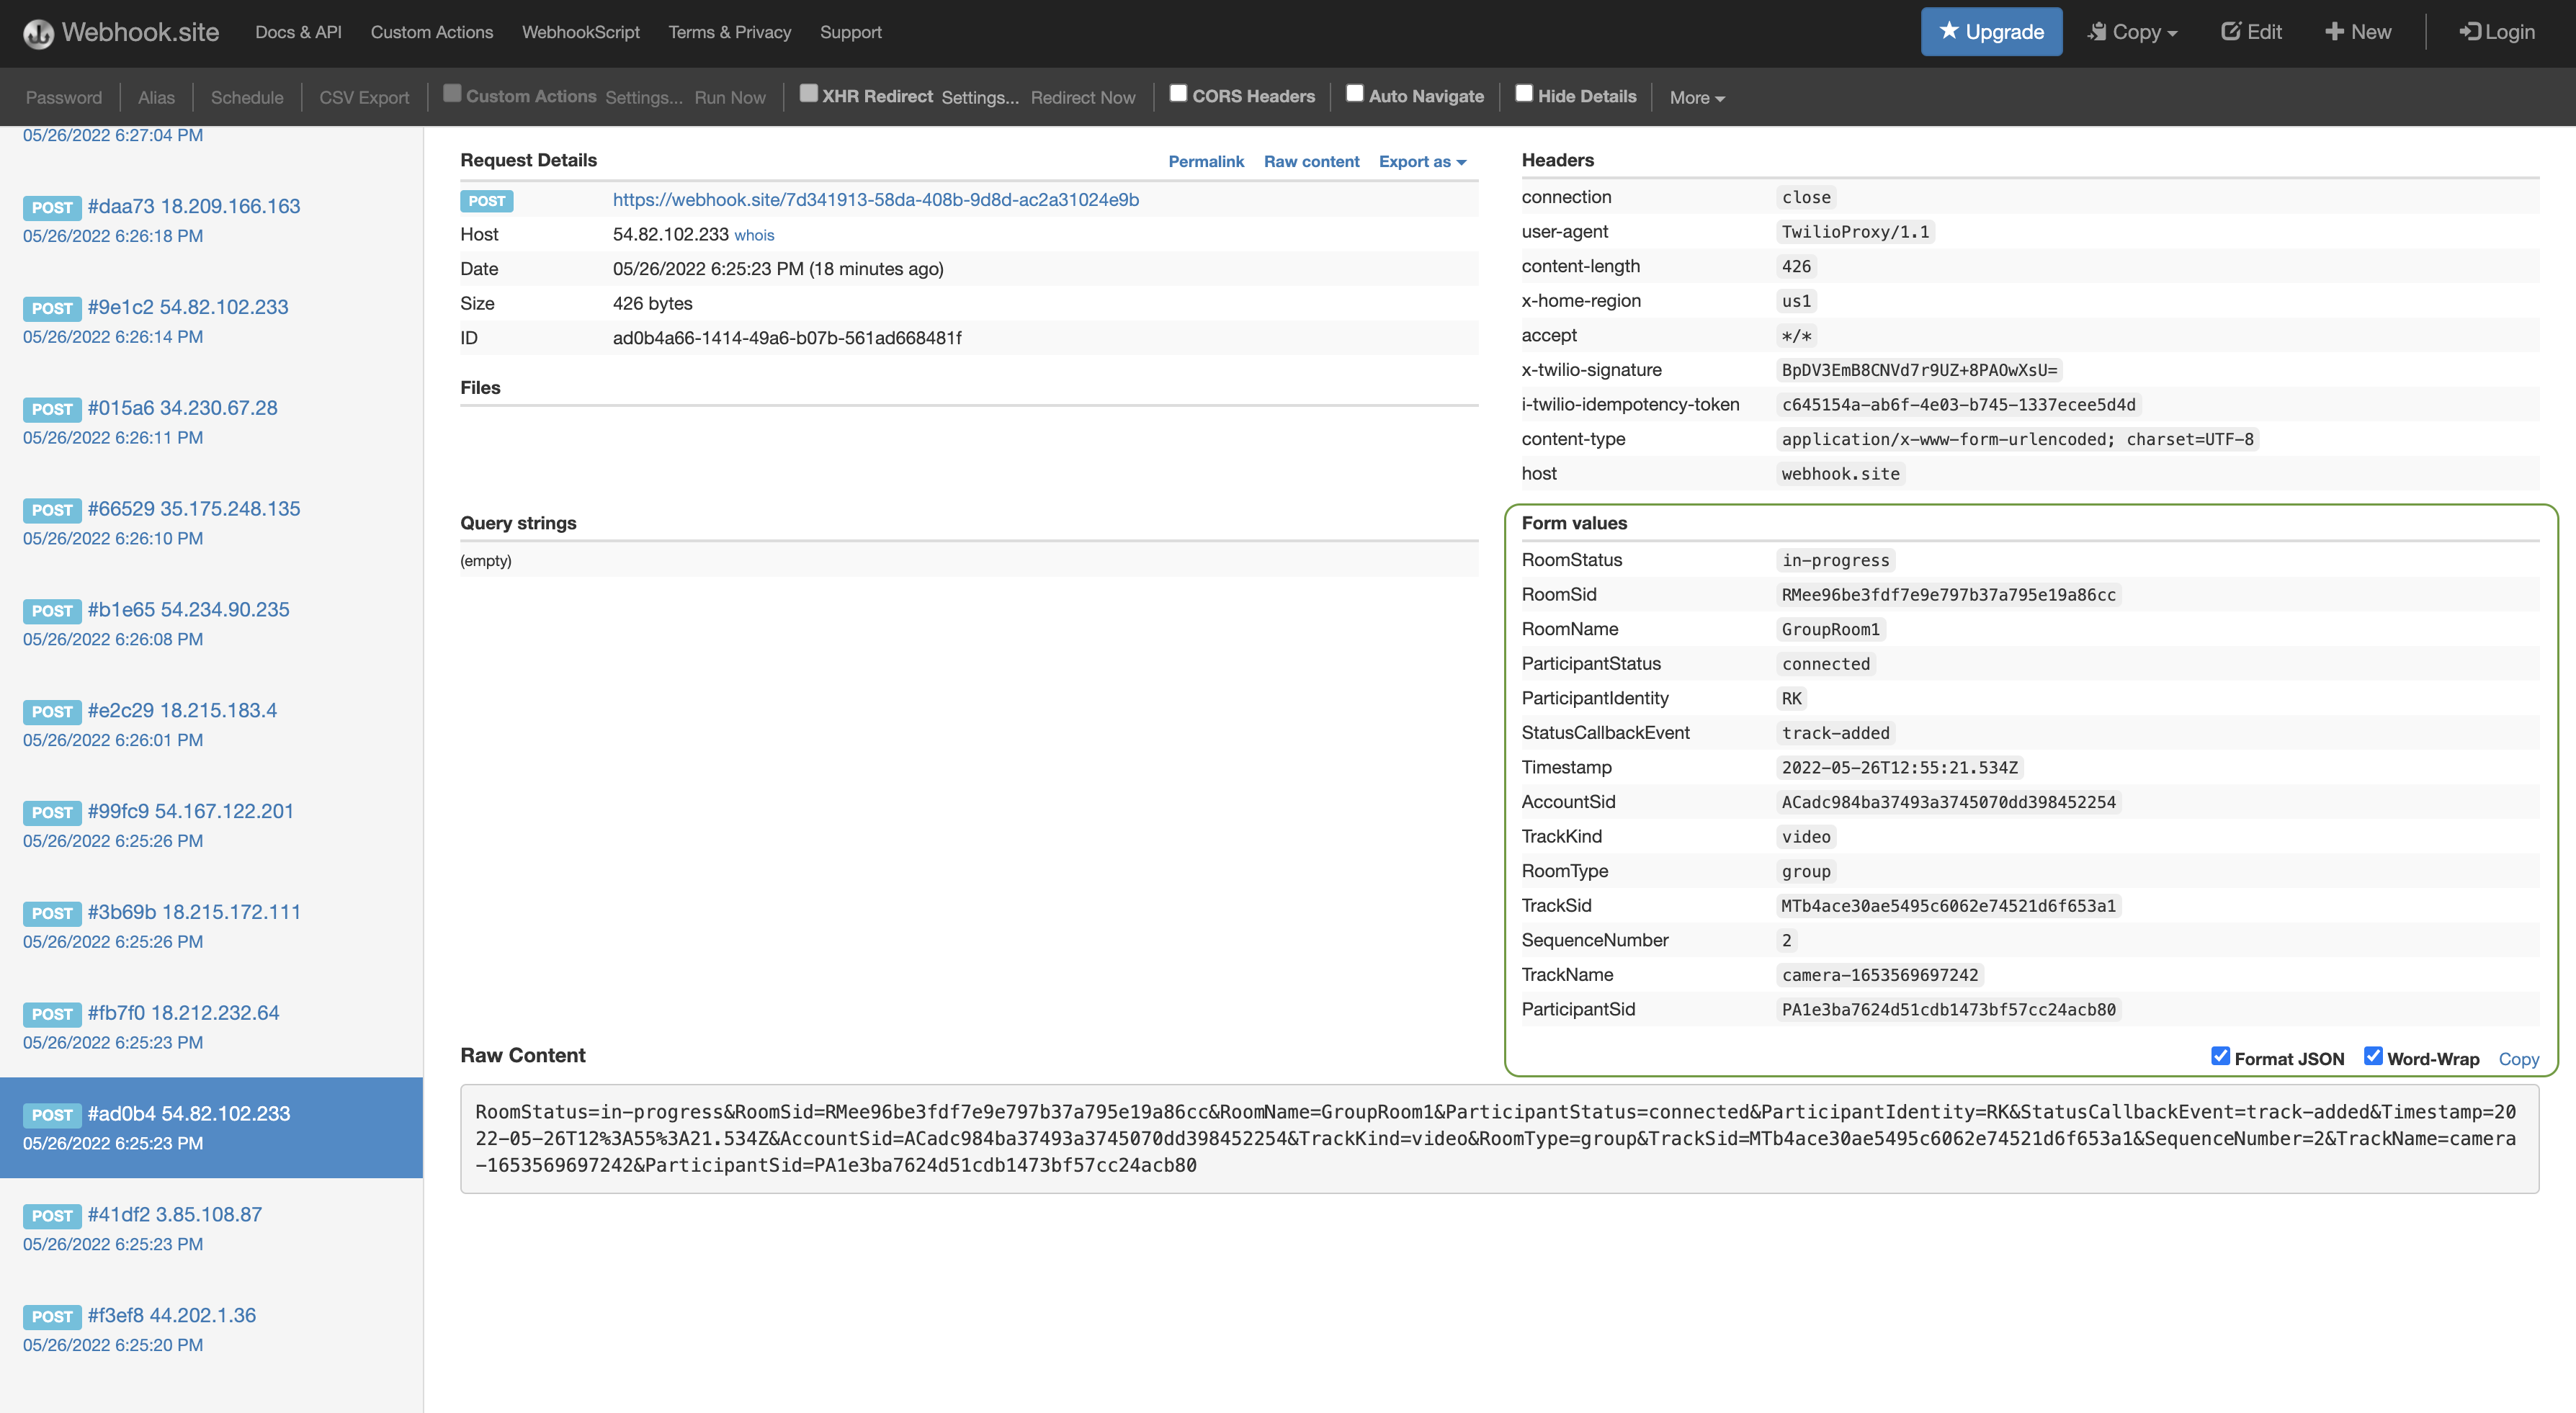 Webhook.site Docs & API Custom Actions WebhookScript Terms & Privacy Support Upgrade Copy Edit New Login
Password Alias Schedule CSV Export Custom Actions Settings... Run Now XHR Redirect Settings... Redirect Now CORS Headers Auto Navigate Hide Details More
05/26/2022 6:27:04 PM
POST #daa73 18.209.166.163
05/26/2022 6:26:18 PM
POST #9e1c2 54.82.102.233
05/26/2022 6:26:14 PM
POST #015a6 34.230.67.28
05/26/2022 6:26:11 PM
POST #66529 35.175.248.135
05/26/2022 6:26:10 PM
POST #b1e65 54.234.90.235
05/26/2022 6:26:08 PM
POST #e2c29 18.215.183.4
05/26/2022 6:26:01 PM
POST #99fc9 54.167.122.201
05/26/2022 6:25:26 PM
POST #3b69b 18.215.172.111
05/26/2022 6:25:26 PM
POST #fb7f0 18.212.232.64
05/26/2022 6:25:23 PM
POST #ad0b4 54.82.102.233
05/26/2022 6:25:23 PM
POST #41df2 3.85.108.87
05/26/2022 6:25:23 PM
POST #f3ef8 44.202.1.36
05/26/2022 6:25:20 PM
Request Details Permalink Raw content Export as
POST https://webhook.site/7d341913-58da-408b-9d8d-ac2a31024e9b
Host 54.82.102.233 whois
Date 05/26/2022 6:25:23 PM (18 minutes ago)
Size 426 bytes
ID ad0b4a66-1414-49a6-b07b-561ad668481f
Files
Query strings
(empty)
Headers
connection close
user-agent TwilioProxy/1.1
content-length 426
x-home-region us1
accept */*
x-twilio-signature BpDV3EmB8CNVd7r9UZ+8PAOwXsU=
i-twilio-idempotency-token c645154a-ab6f-4e03-b745-1337ecee5d4d
content-type application/x-www-form-urlencoded; charset=UTF-8
host webhook.site
Form values
RoomStatus in-progress
RoomSid RMee96be3fdf7e9e797b37a795e19a86cc
RoomName GroupRoom1
ParticipantStatus connected
ParticipantIdentity RK
StatusCallbackEvent track-added
Timestamp 2022-05-26T12:55:21.534Z
AccountSid ACadc984ba37493a3745070dd398452254
TrackKind video
RoomType group
TrackSid MTb4ace30ae5495c6062e74521d6f653a1
SequenceNumber 2
TrackName camera-1653569697242
ParticipantSid PA1e3ba7624d51cdb1473bf57cc24acb80
Raw Content Format JSON Word-Wrap Copy
RoomStatus=in-progress&RoomSid=RMee96be3fdf7e9e797b37a795e19a86cc&RoomName=GroupRoom1&ParticipantStatus=connected&ParticipantIdentity=RK&StatusCallbackEvent=track-added&Timestamp=20
22-05-26T12%3A55%3A21.534Z&AccountSid=ACadc984ba37493a3745070dd398452254&TrackKind=video&RoomType=group&TrackSid=MTb4ace30ae5495c6062e74521d6f653a1&SequenceNumber=2&TrackName=camera
-1653569697242&ParticipantSid=PA1e3ba7624d51cdb1473bf57cc24acb80